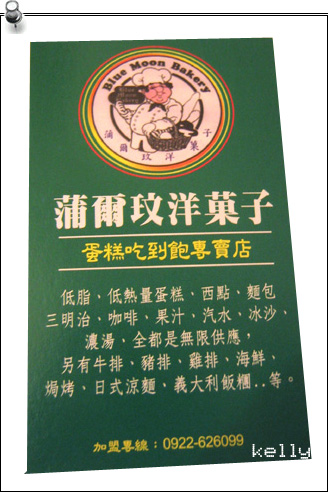 Blue Moon Bakery
蒲爾玟洋菓子
蒲爾玟洋菓子
蛋糕吃到飽專賣店
低脂、低熱量蛋糕、西點、麵包
三明治、咖啡、果汁、汽水、冰沙、
濃湯、全都是無限供應，
另有牛排、豬排、雞排、海鮮、
焗烤、日式涼麵、義大利飯欄‥等。
加盟專線：0922-626099
kelly